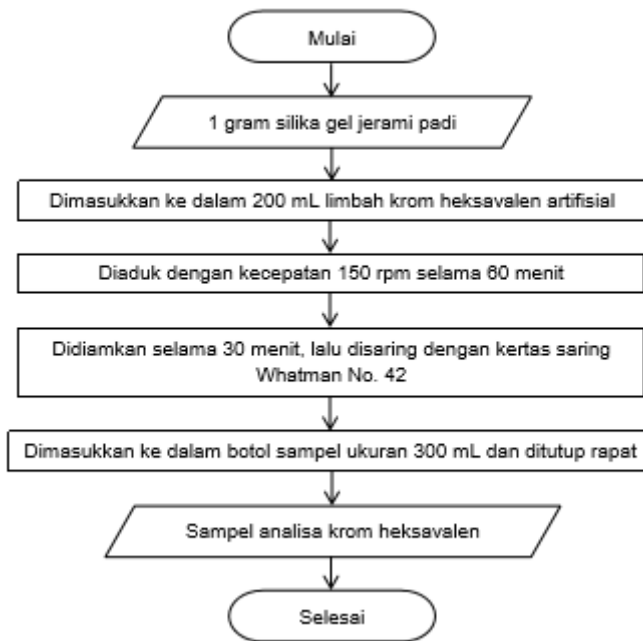 Mulai
1 gram silika gel jerami padi
Dimasukkan ke dalam 200 mL limbah krom heksavalen artifisial
Diaduk dengan kecepatan 150 rpm selama 60 menit
Didiamkan selama 30 menit, lalu disaring dengan kertas saring
Whatman No. 42
Dimasukkan ke dalam botol sampel ukuran 300 mL dan ditutup rapat
Sampel analisa krom heksavalen
Selesai